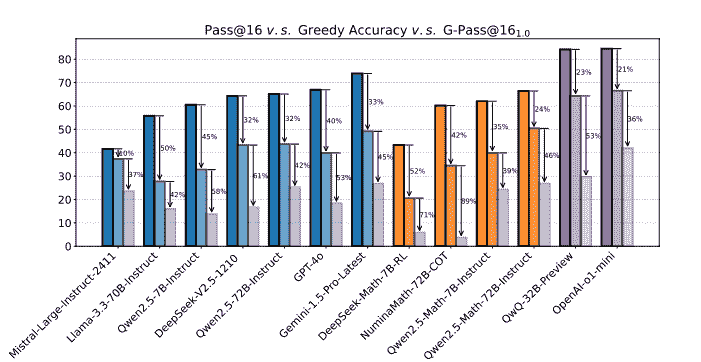 Pass@16 v.s. Greedy Accuracy v.s. G-Pass@16₁.₀
80
70
60
50
40
30
20
10
0
10%
37%
50%
42%
45%
58%
32%
61%
32%
42%
40%
53%
33%
45%
52%
71%
42%
89%
35%
39%
24%
46%
23%
53%
21%
36%
Mistral-Large-Instruct-2411
Llama-3.3-70B-Instruct
Qwen2.5-7B-Instruct
DeepSeek-V2.5-1210
Qwen2.5-72B-Instruct
GPT-4o
Gemini-1.5-Pro-Latest
DeepSeek-Math-7B-RL
NuminaMath-72B-COT
Qwen2.5-Math-7B-Instruct
Qwen2.5-Math-72B-Instruct
QwQ-32B-Preview
OpenAI-o1-mini